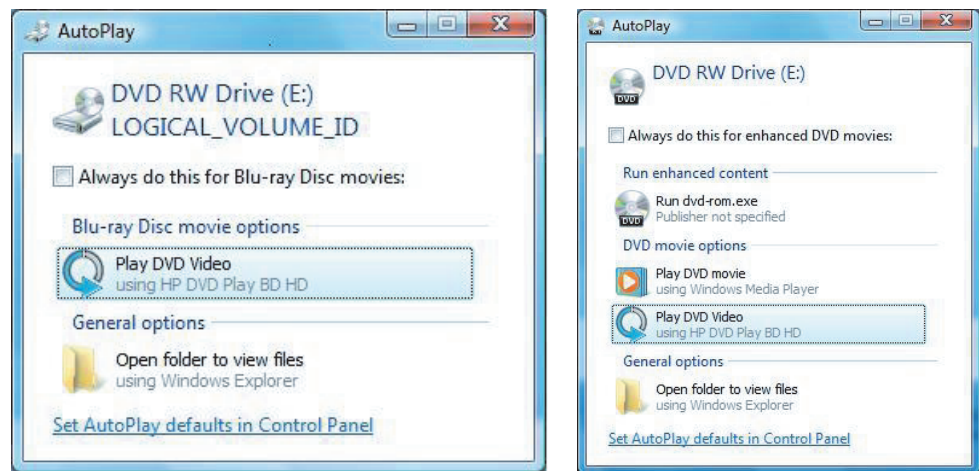 AutoPlay
DVD RW Drive (E:)
LOGICAL_VOLUME_ID
Always do this for Blu-ray Disc movies:
Blu-ray Disc movie options
Play DVD Video
using HP DVD Play BD HD
General options
Open folder to view files
using Windows Explorer
Set AutoPlay defaults in Control Panel
AutoPlay
DVD RW Drive (E:)
DVD
Always do this for enhanced DVD movies:
Run enhanced content
Run dvd-rom.exe
DVD
Publisher not specified
DVD movie options
Play DVD movie
using Windows Media Player
Play DVD Video
using HP DVD Play BD HD
General options
Open folder to view files
using Windows Explorer
Set AutoPlay defaults in Control Panel